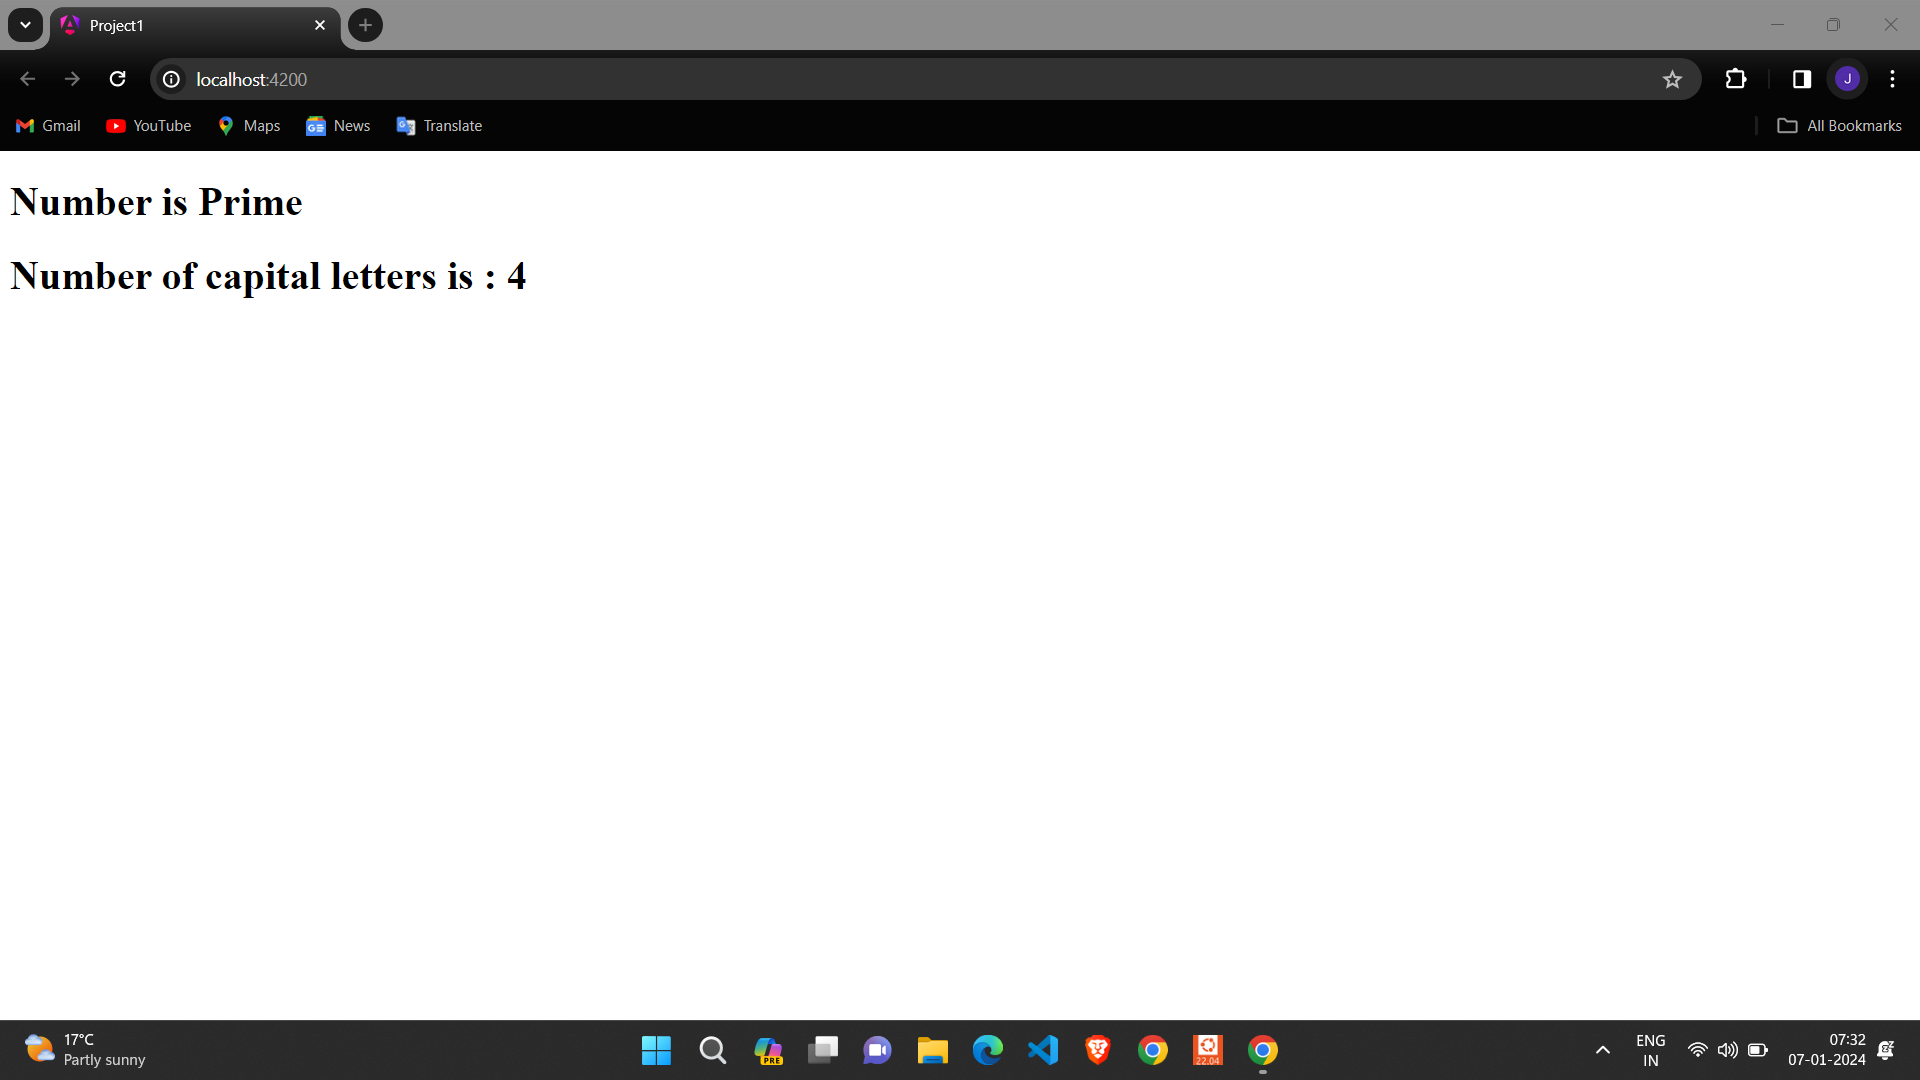 Project1
localhost:4200
Gmail
YouTube
Maps
News
Translate
All Bookmarks
J
Number is Prime
Number of capital letters is : 4
17°C
Partly sunny
PRE
22.04
ENG
IN
07:32
07-01-2024